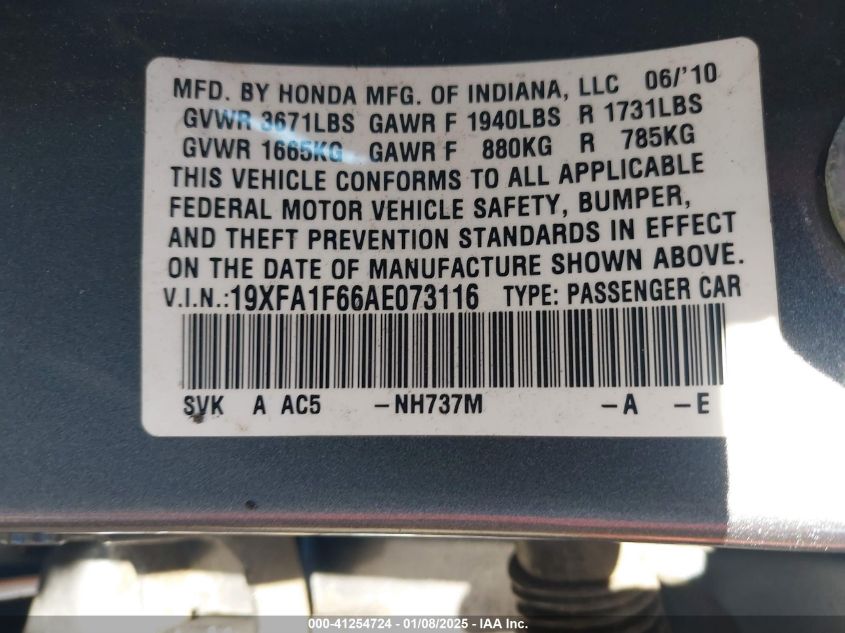 MFD. BY HONDA MFG. OF INDIANA, LLC 06/'10
GVWR 3671LBS GAWR F 1940LBS R 1731LBS
GVWR 1665KG GAWR F 880KG R 785KG
THIS VEHICLE CONFORMS TO ALL APPLICABLE
FEDERAL MOTOR VEHICLE SAFETY, BUMPER,
AND THEFT PREVENTION STANDARDS IN EFFECT
ON THE DATE OF MANUFACTURE SHOWN ABOVE.
V.I.N.:19XFA1F66AE073116 TYPE: PASSENGER CAR
SVK A AC5 -NH737M -A -E
000-41254724 - 01/08/2025 - IAA Inc.